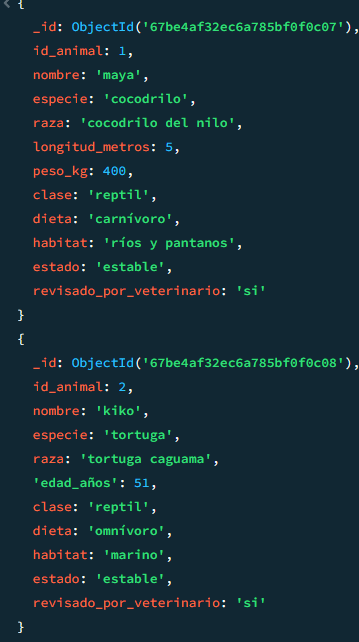 {
_id: ObjectId('67be4af32ec6a785bf0f0c07'),
id_animal: 1,
nombre: 'maya',
especie: 'cocodrilo',
raza: 'cocodrilo del nilo',
longitud_metros: 5,
peso_kg: 400,
clase: 'reptil',
dieta: 'carnívoro',
habitat: 'ríos y pantanos',
estado: 'estable',
revisado_por_veterinario: 'si'
}
{
_id: ObjectId('67be4af32ec6a785bf0f0c08'),
id_animal: 2,
nombre: 'kiko',
especie: 'tortuga',
raza: 'tortuga caguama',
'edad_años': 51,
clase: 'reptil',
dieta: 'omnívoro',
habitat: 'marino',
estado: 'estable',
revisado_por_veterinario: 'si'
}